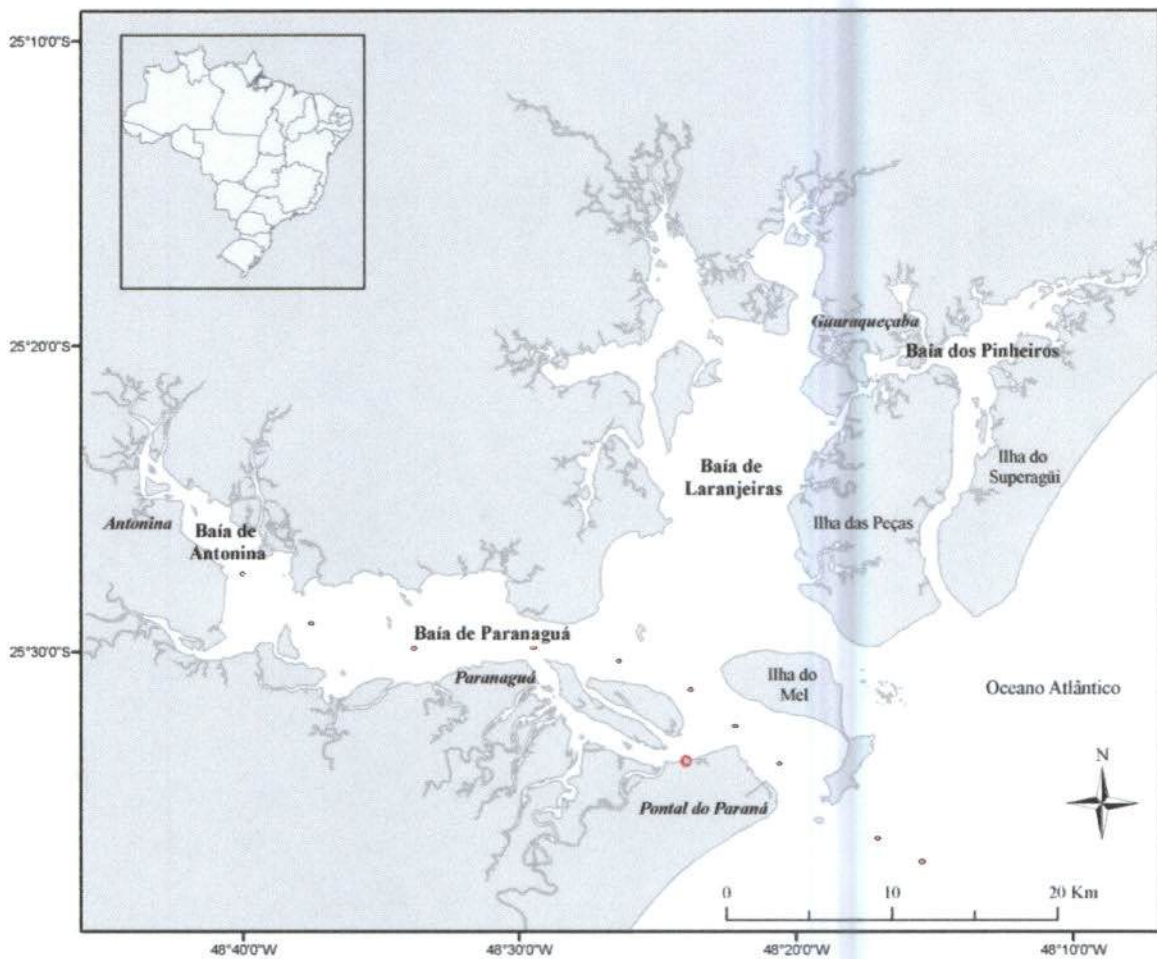 25°10'0"S
25°20'0"S
Guaraqueçaba
Baía dos Pinheiros
Baía de
Laranjeiras
Ilha do
Superagüi
Antonina
Baía de
Antonina
Ilha das Peças
25°30'0"S
Baía de Paranaguá
Paranaguá
Ilha do
Mel
Oceano Atlântico
N
Pontal do Paraná
0 10 20 Km
48°40'0"W 48°30'0"W 48°20'0"W 48°10'0"W